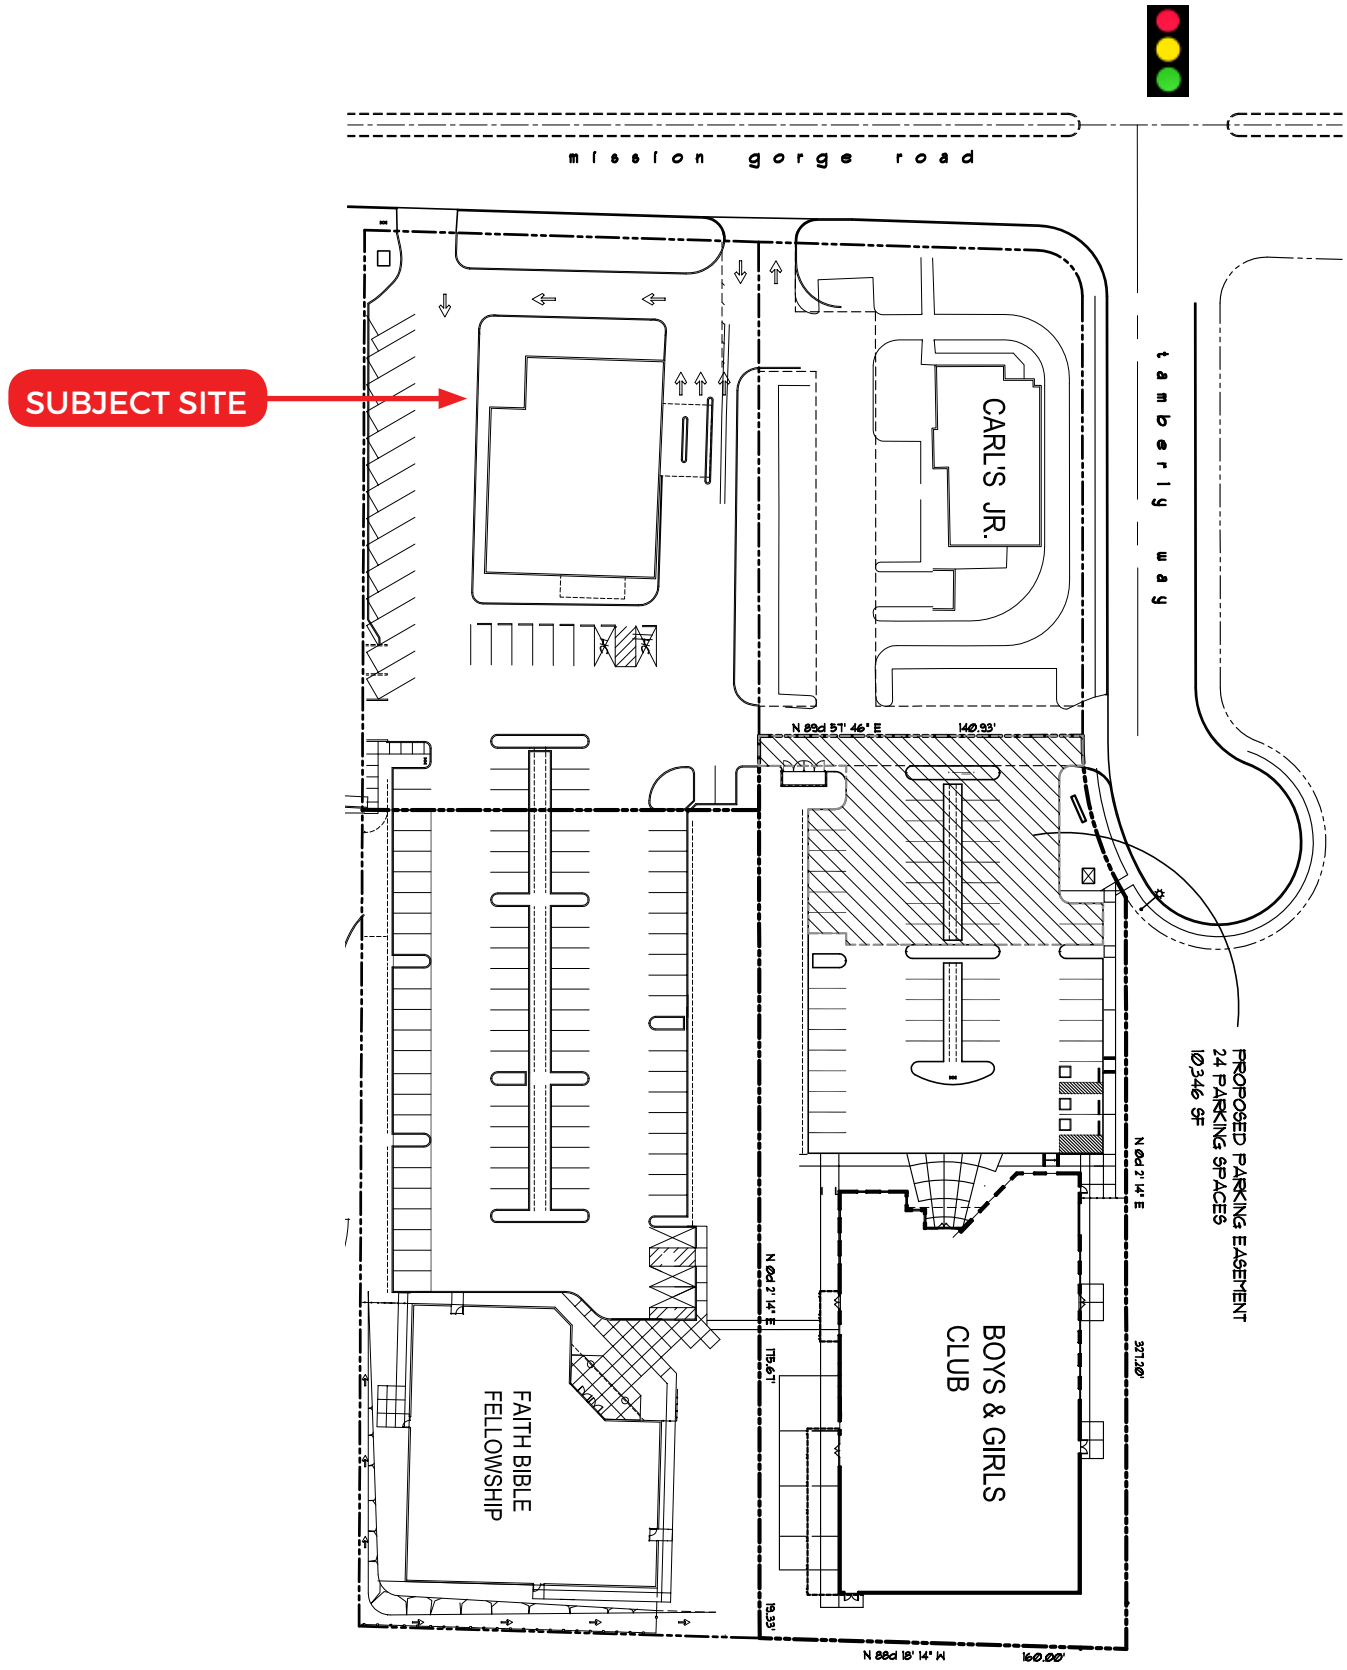 mission gorge road
tamberly way
SUBJECT SITE
CARL'S JR.
N 89d 57' 46" E 140.93'
PROPOSED PARKING EASEMENT
24 PARKING SPACES
10,346 SF
N 0d 2' 14" E 327.20'
N 0d 2' 14" E 175.67'
BOYS & GIRLS
CLUB
FAITH BIBLE
FELLOWSHIP
19.33'
N 88d 18' 14" W 160.00'